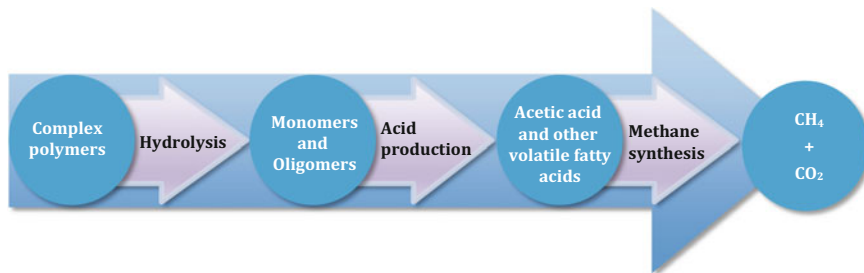 Complex
polymers
Hydrolysis
Monomers
and
Oligomers
Acid
production
Acetic acid
and other
volatile fatty
acids
Methane
synthesis
CH₄
+
CO₂